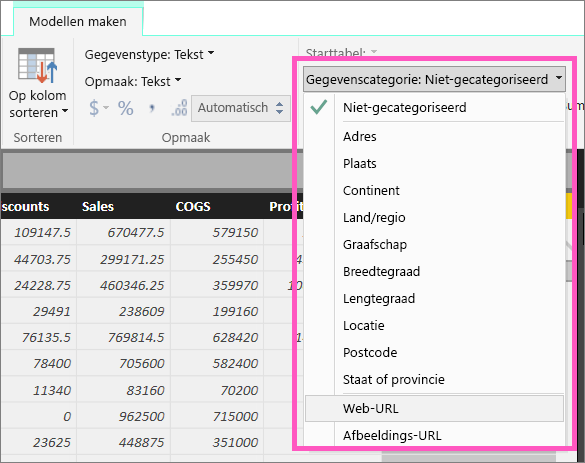 Modellen maken
Gegevenstype: Tekst
Starttabel:
Opmaak: Tekst
Gegevenscategorie: Niet-gecategoriseerd
Op kolom
sorteren
$ % , .00 Automatisch
Sorteren
Opmaak
Niet-gecategoriseerd
Adres
Plaats
Continent
Land/regio
Graafschap
Breedtegraad
Lengtegraad
Locatie
Postcode
Staat of provincie
Web-URL
Afbeeldings-URL
scounts Sales COGS Profit
109147.5 670477.5 579150
44703.75 299171.25 255450
24228.75 460346.25 359970
29491 238609 199160
76135.5 769814.5 628420
78400 705600 582400
11340 83160 70200
0 962500 715000
23625 448875 351000